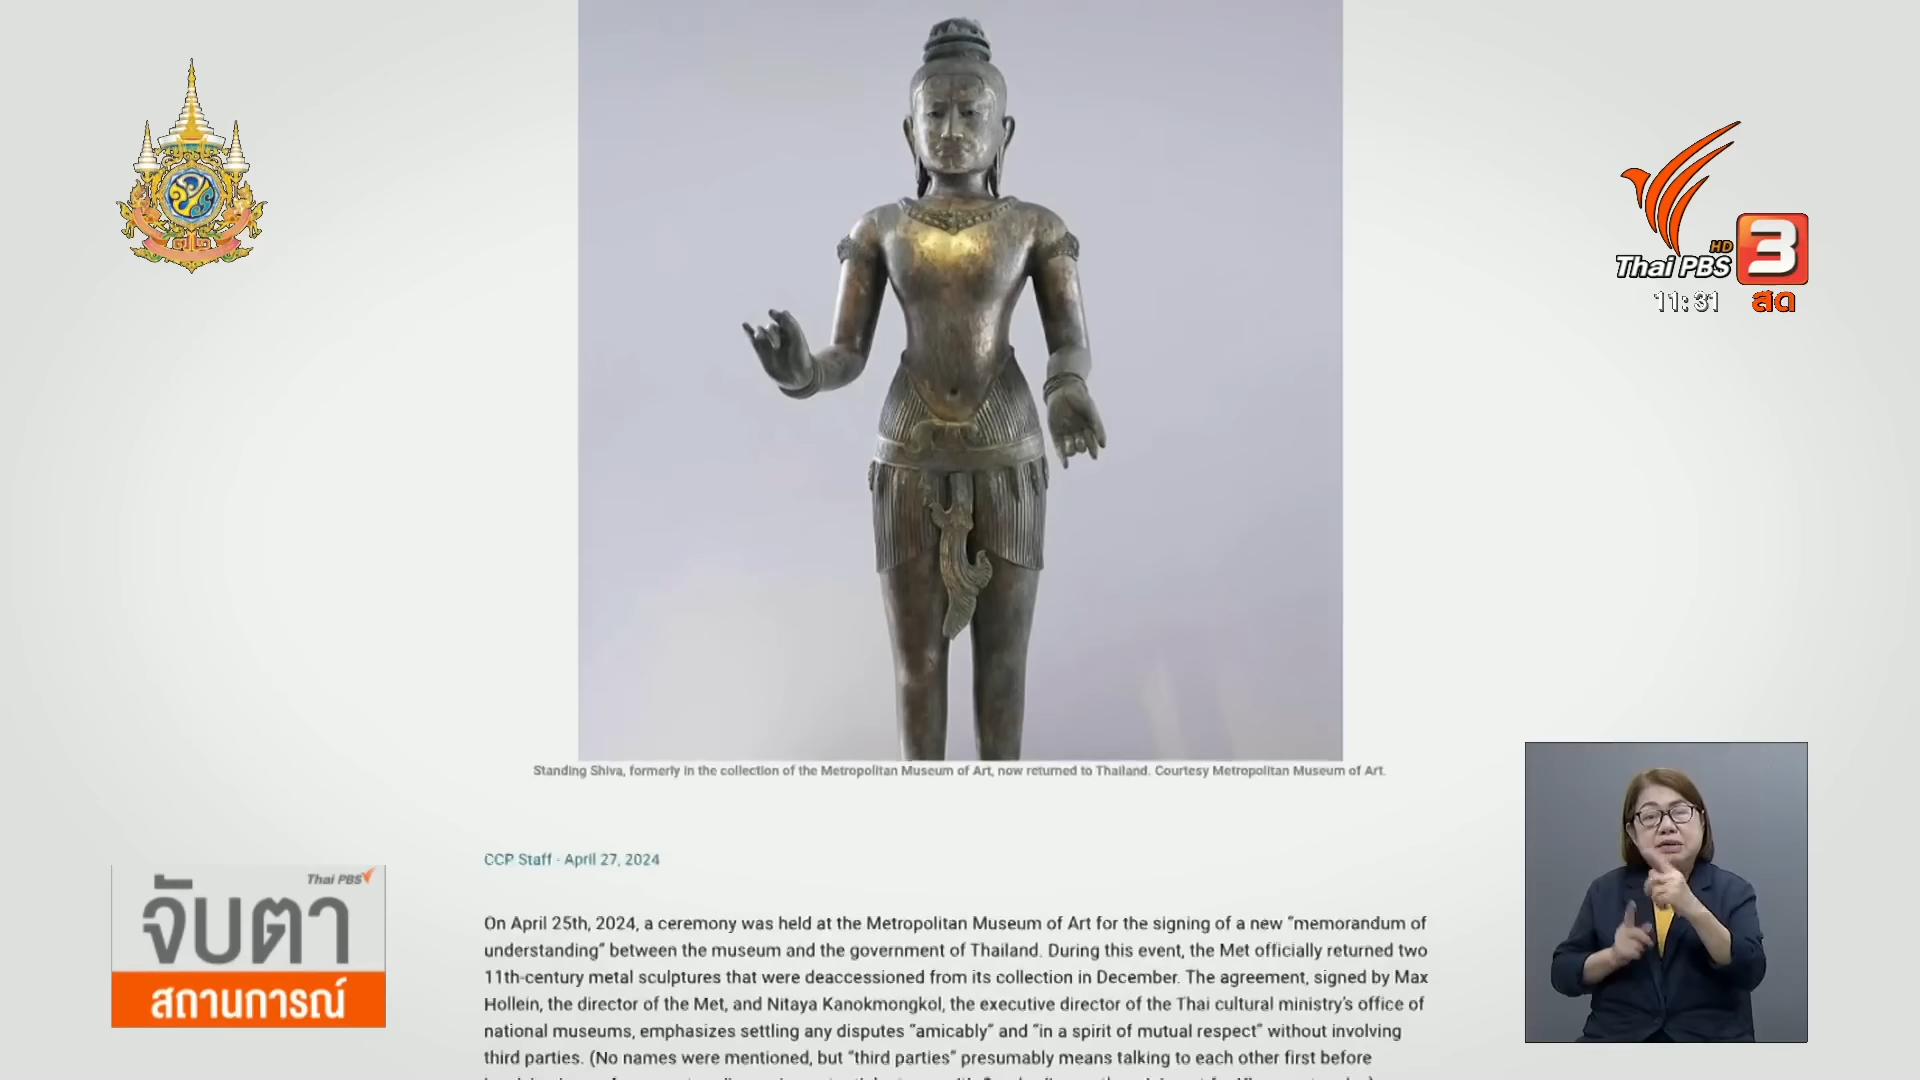 HD
Thai PBS 3
11:31 สด
Standing Shiva, formerly in the collection of the Metropolitan Museum of Art, now returned to Thailand. Courtesy Metropolitan Museum of Art.
CCP Staff - April 27, 2024
On April 25th, 2024, a ceremony was held at the Metropolitan Museum of Art for the signing of a new “memorandum of
understanding” between the museum and the government of Thailand. During this event, the Met officially returned two
11th-century metal sculptures that were deaccessioned from its collection in December. The agreement, signed by Max
Hollein, the director of the Met, and Nitaya Kanokmongkol, the executive director of the Thai cultural ministry’s office of
national museums, emphasizes settling any disputes “amicably” and “in a spirit of mutual respect” without involving
third parties. (No names were mentioned, but “third parties” presumably means talking to each other first before
Thai PBS
จับตา
สถานการณ์